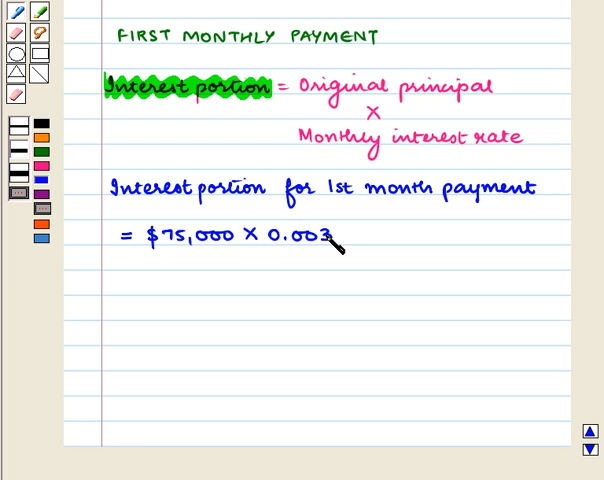 FIRST MONTHLY PAYMENT
Interest portion = Original principal
×
Monthly interest rate
Interest portion for 1st month payment
= $75,000 × 0.003